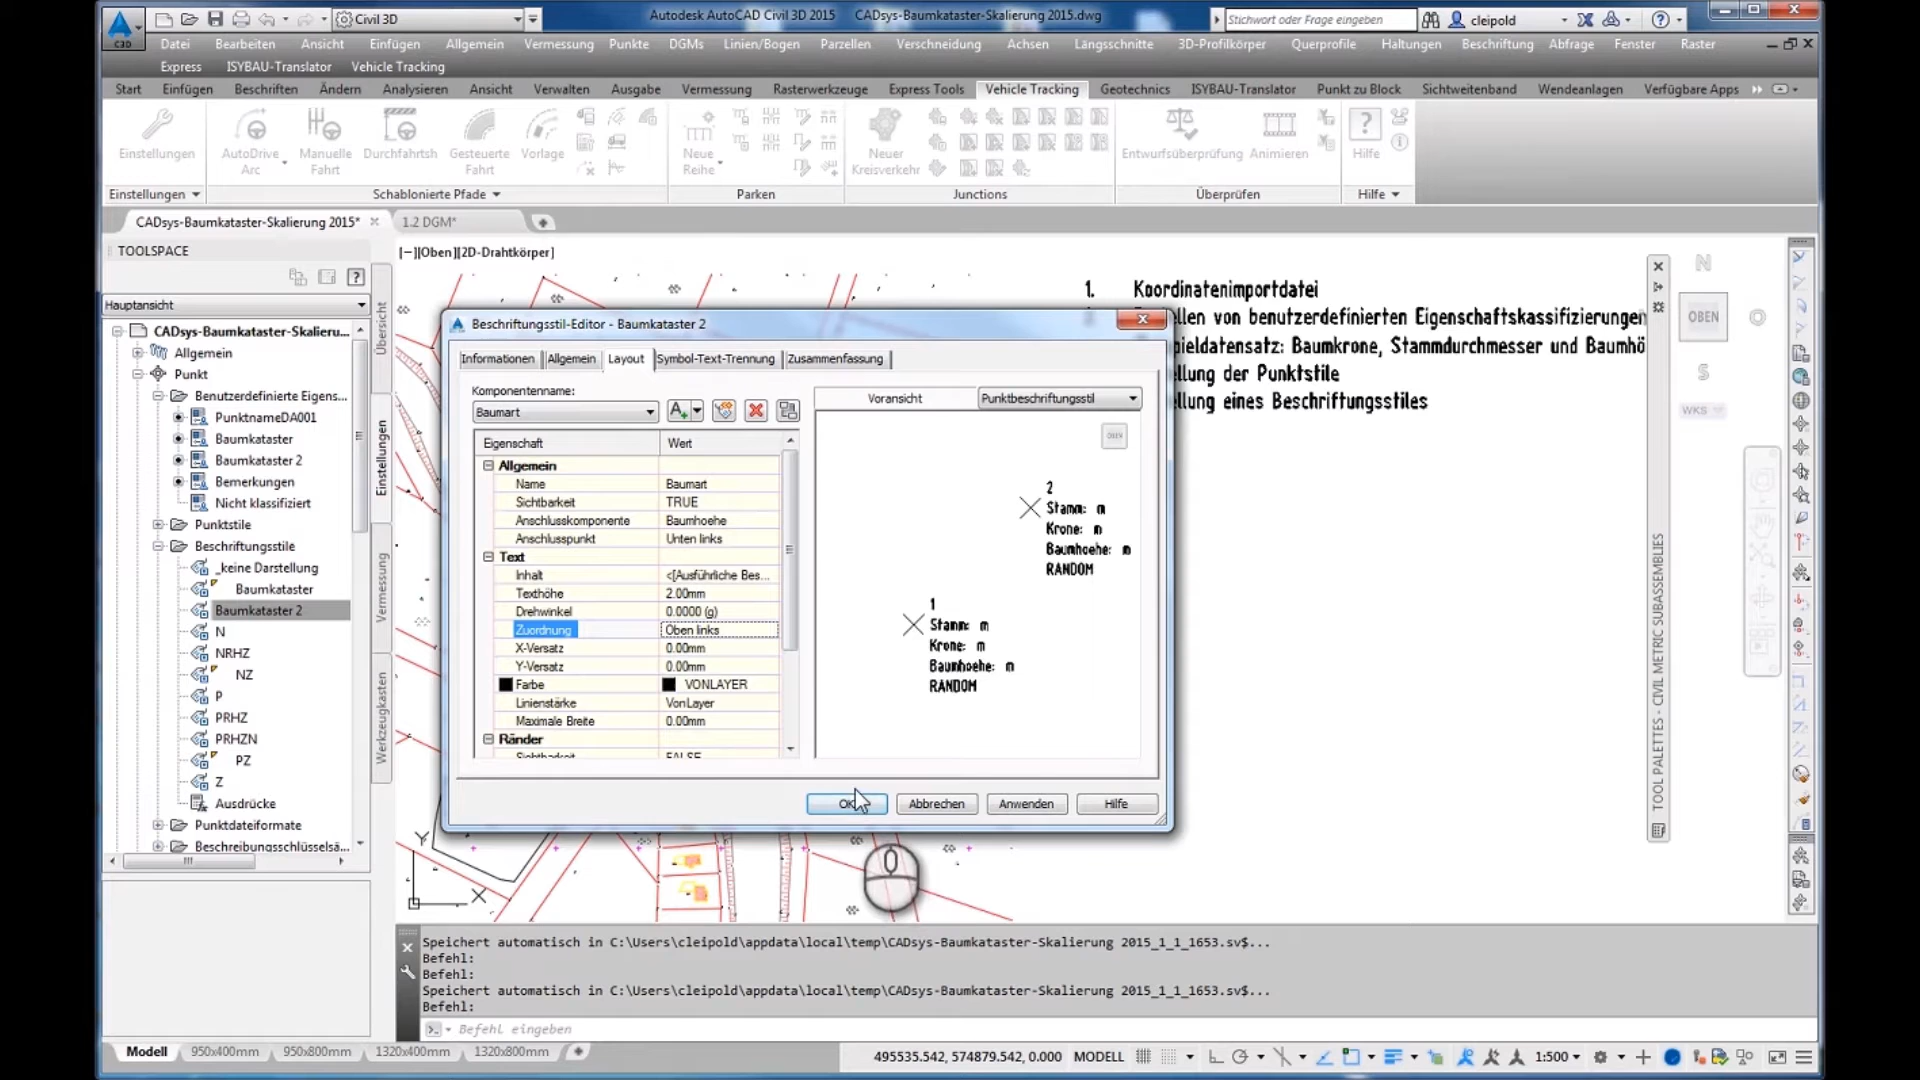 Civil 3D
Autodesk AutoCAD Civil 3D 2015 CADsys-Baumkataster-Skalierung 2015.dwg
Stichwort oder Frage eingeben
cleipold
C3D
Datei Bearbeiten Ansicht Einfügen Allgemein Vermessung Punkte DGMs Linien/Bogen Parzellen Verschneidung Achsen Längsschnitte 3D-Profilkörper Querprofile Haltungen Beschriftung Abfrage Fenster Raster
Express ISYBAU-Translator Vehicle Tracking
Start Einfügen Beschriften Ändern Analysieren Ansicht Verwalten Ausgabe Vermessung Rasterwerkzeuge Express Tools Vehicle Tracking Geotechnics ISYBAU-Translator Punkt zu Block Sichtweitenband Wendeanlagen Verfügbare Apps
Einstellungen
AutoDrive Arc
Manuelle Fahrt
Durchfahrtsh
Gesteuerte Fahrt
Vorlage
Neue Reihe
Neuer Kreisverkehr
Entwurfsüberprüfung
Animieren
Hilfe
Einstellungen Schablonierte Pfade Parken Junctions Überprüfen Hilfe
CADsys-Baumkataster-Skalierung 2015* 1.2 DGM*
TOOLSPACE
Hauptansicht
CADsys-Baumkataster-Skalieru...
Allgemein
Punkt
Benutzerdefinierte Eigens...
PunktnameDA001
Baumkataster
Baumkataster 2
Bemerkungen
Nicht klassifiziert
Punktstile
Beschriftungsstile
_keine Darstellung
Baumkataster
Baumkataster 2
N
NRHZ
NZ
P
PRHZ
PRHZN
PZ
Z
Ausdrücke
Punktdateiformate
Beschreibungsschlüsselsä...
Übersicht
Einstellungen
Vermessung
Werkzeugkasten
[−][Oben][2D-Drahtkörper]
1. Koordinatenimportdatei
ellen von benutzerdefinierten Eigenschaftskassifizierungen
pieldatensatz: Baumkrone, Stammdurchmesser und Baumhö
llung der Punktstile
ellung eines Beschriftungsstiles
N
OBEN
S
WKS
TOOL PALETTES - CIVIL METRIC SUBASSEMBLIES
Beschriftungsstil-Editor - Baumkataster 2
Informationen Allgemein Layout Symbol-Text-Trennung Zusammenfassung
Komponentenname:
Baumart
Voransicht Punktbeschriftungsstil
OBEN
Eigenschaft Wert
Allgemein
Name Baumart
Sichtbarkeit TRUE
Anschlusskomponente Baumhoehe
Anschlusspunkt Unten links
Text
Inhalt <[Ausführliche Bes...
Texthöhe 2.00mm
Drehwinkel 0.0000 (g)
Zuordnung Oben links
X-Versatz 0.00mm
Y-Versatz 0.00mm
Farbe VONLAYER
Linienstärke VonLayer
Maximale Breite 0.00mm
Ränder
Sichtbarkeit FALSE
2
Stamm: m
Krone: m
Baumhoehe: m
RANDOM
1
Stamm: m
Krone: m
Baumhoehe: m
RANDOM
OK Abbrechen Anwenden Hilfe
Y
X
Speichert automatisch in C:\Users\cleipold\appdata\local\temp\CADsys-Baumkataster-Skalierung 2015_1_1_1653.sv$...
Befehl:
Befehl:
Speichert automatisch in C:\Users\cleipold\appdata\local\temp\CADsys-Baumkataster-Skalierung 2015_1_1_1653.sv$...
Befehl:
Befehl eingeben
Modell 950x400mm 950x800mm 1320x400mm 1320x800mm
495535.542, 574879.542, 0.000 MODELL 1:500